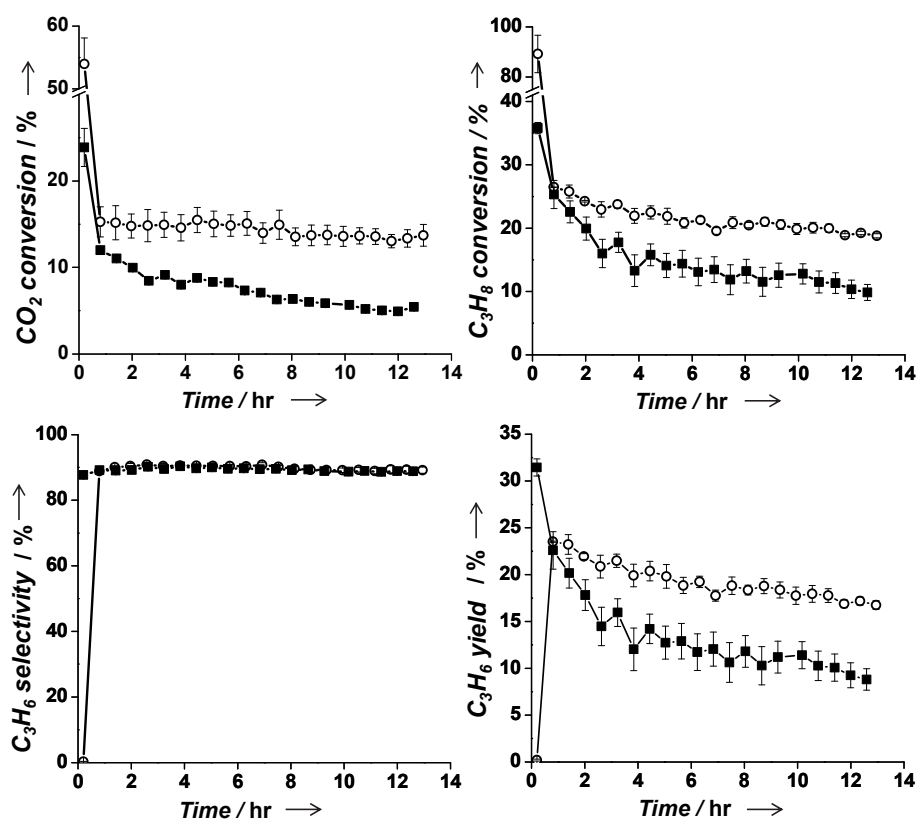 CO₂ conversion / % →
60
50
20
10
0
0 2 4 6 8 10 12 14
Time / hr →
C₃H₈ conversion / % →
100
80
40
30
20
10
0
0 2 4 6 8 10 12 14
Time / hr →
C₃H₆ selectivity / % →
100
80
60
40
20
0
0 2 4 6 8 10 12 14
Time / hr →
C₃H₆ yield / % →
35
30
25
20
15
10
5
0
0 2 4 6 8 10 12 14
Time / hr →